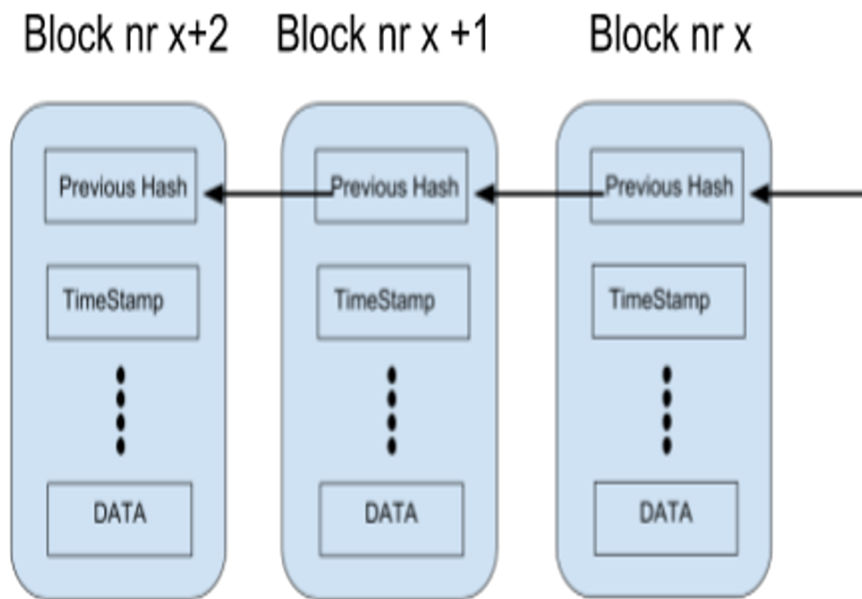 Block nr x+2
Block nr x +1
Block nr x
Previous Hash
Previous Hash
Previous Hash
TimeStamp
TimeStamp
TimeStamp
DATA
DATA
DATA